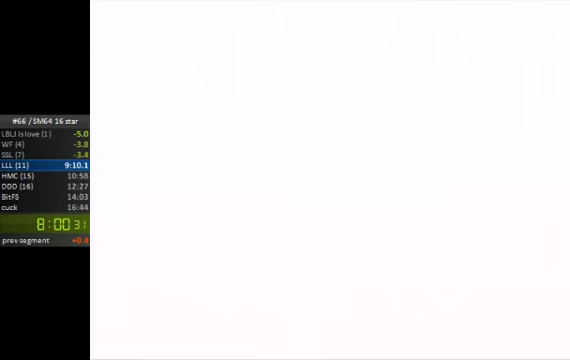 #66 / SM64 16 star
LBLJ is love (1) -5.0
WF (4) -3.8
SSL (7) -3.4
LLL (11) 9:10.1
HMC (15) 10:58
DDD (16) 12:27
BitFS 14:03
cuck 16:44
8:00 31
prev segment +0.4